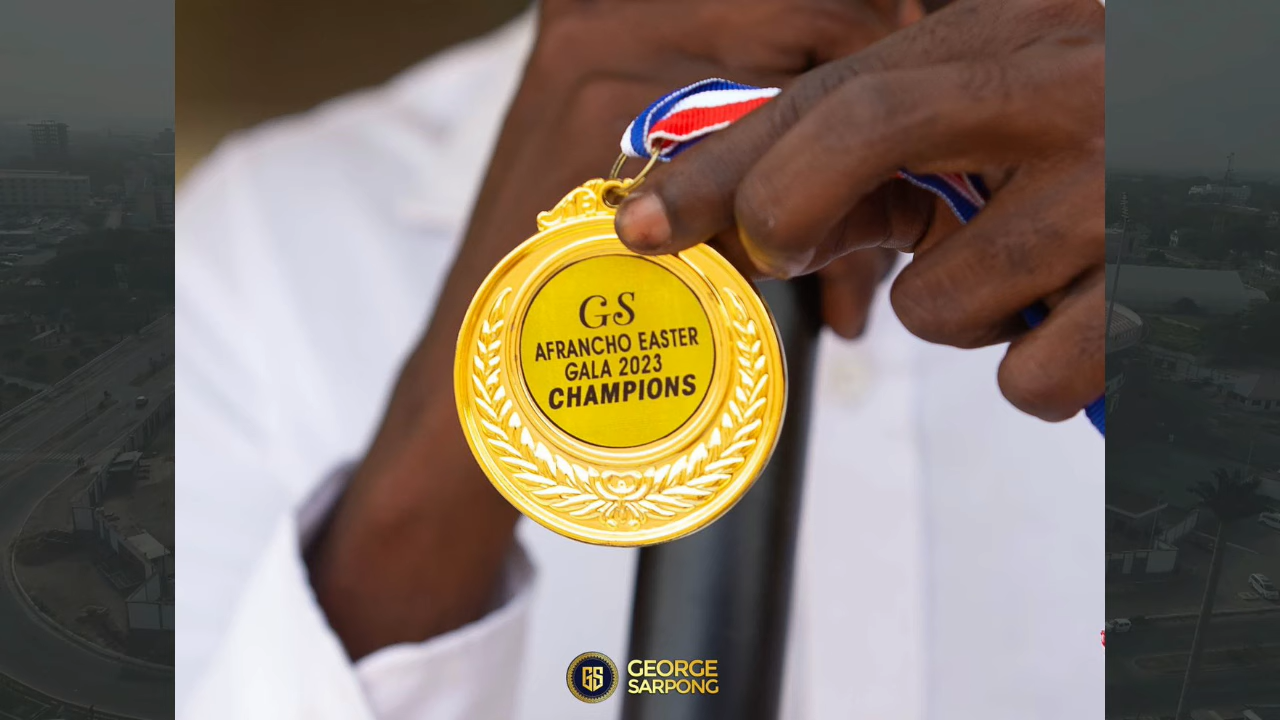 GS
AFRANCHO EASTER
GALA 2023
CHAMPIONS
GS
GEORGE
SARPONG